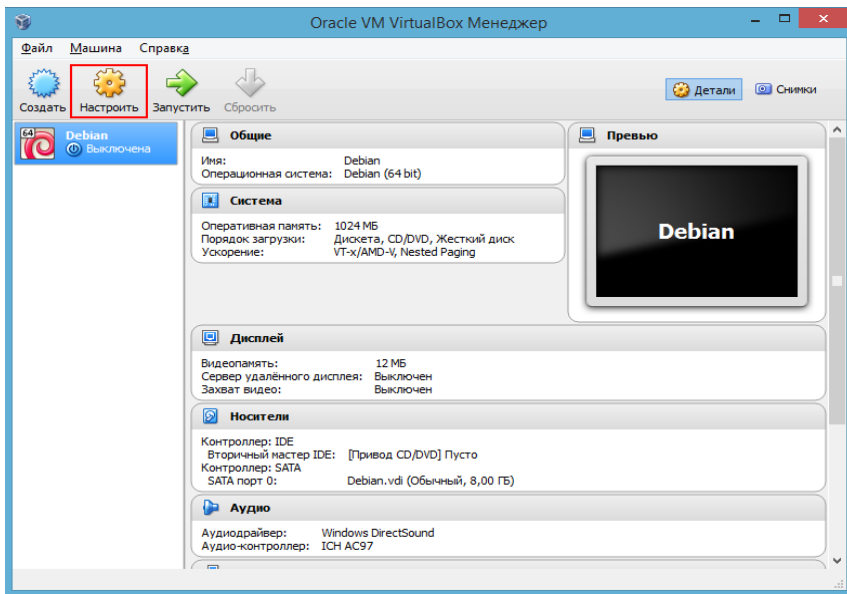 Oracle VM VirtualBox Менеджер
Файл Машина Справка
Создать Настроить Запустить Сбросить Детали Снимки
64 Debian
Выключена
Общие
Имя: Debian
Операционная система: Debian (64 bit)
Превью
Debian
Система
Оперативная память: 1024 МБ
Порядок загрузки: Дискета, CD/DVD, Жесткий диск
Ускорение: VT-x/AMD-V, Nested Paging
Дисплей
Видеопамять: 12 МБ
Сервер удалённого дисплея: Выключен
Захват видео: Выключен
Носители
Контроллер: IDE
Вторичный мастер IDE: [Привод CD/DVD] Пусто
Контроллер: SATA
SATA порт 0: Debian.vdi (Обычный, 8,00 ГБ)
Аудио
Аудиодрайвер: Windows DirectSound
Аудио-контроллер: ICH AC97